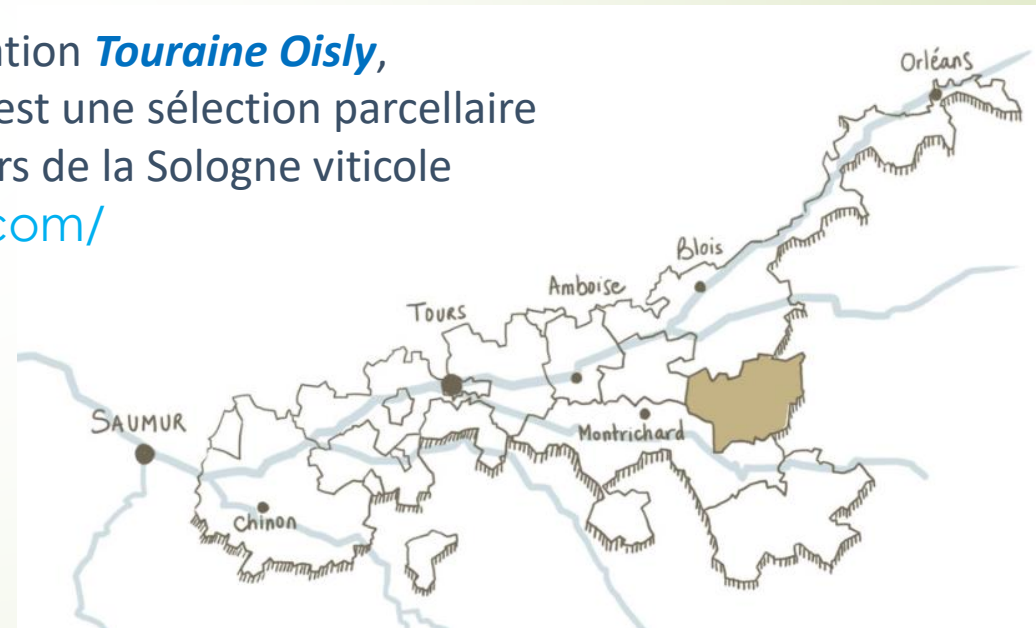 ation Touraine Oisly,
est une sélection parcellaire
rs de la Sologne viticole
com/
Orléans
Blois
Amboise
TOURS
SAUMUR
Montrichard
Chinon